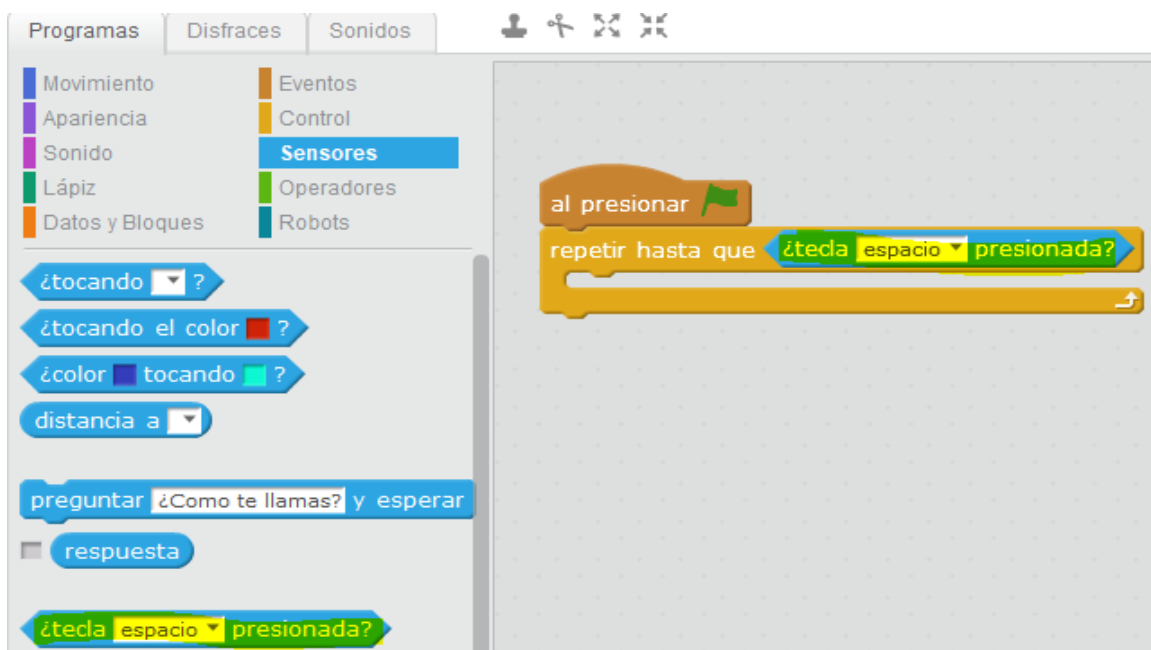 Programas Disfraces Sonidos
Movimiento Eventos
Apariencia Control
Sonido Sensores
Lápiz Operadores
Datos y Bloques Robots
¿tocando ?
¿tocando el color ?
¿color tocando ?
distancia a
preguntar ¿Como te llamas? y esperar
respuesta
¿tecla espacio presionada?
al presionar
repetir hasta que ¿tecla espacio presionada?